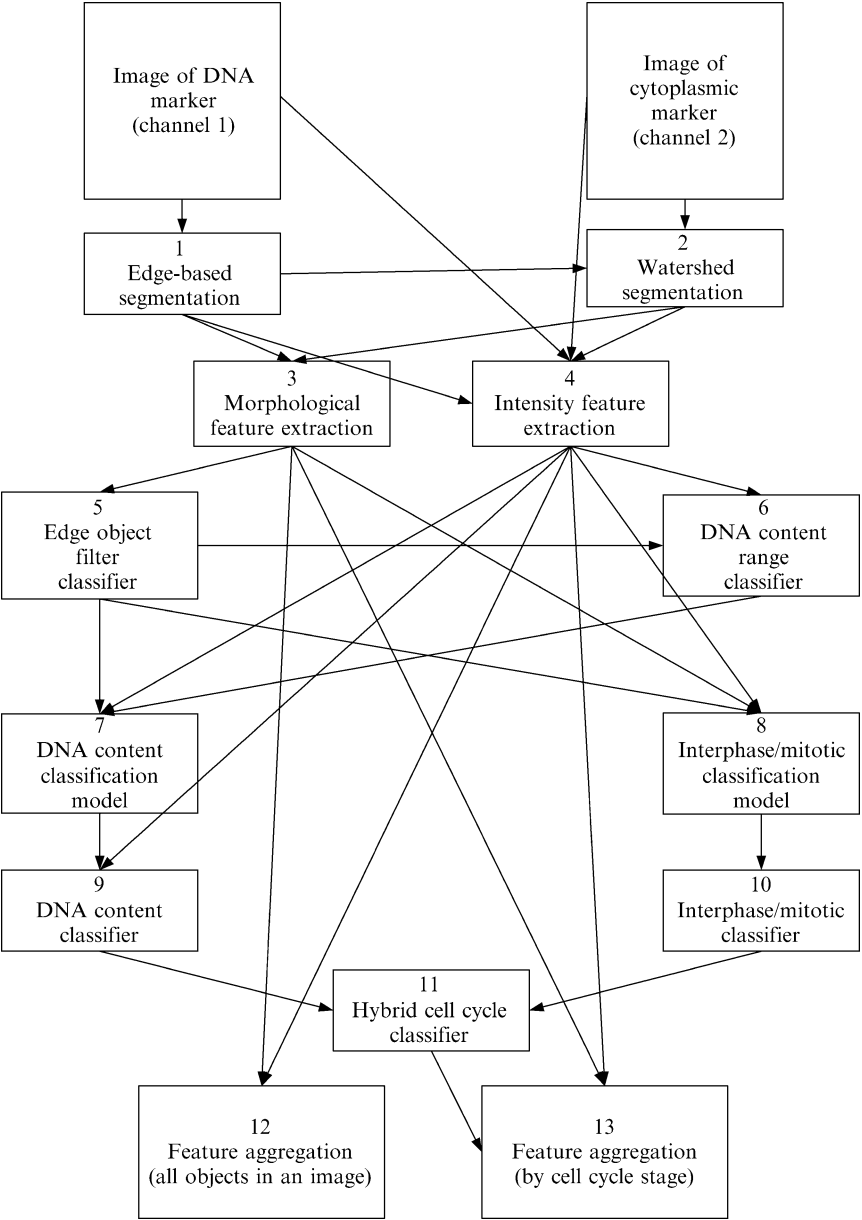 Image of DNA
marker
(channel 1)
Image of
cytoplasmic
marker
(channel 2)
1
Edge-based
segmentation
2
Watershed
segmentation
3
Morphological
feature extraction
4
Intensity feature
extraction
5
Edge object
filter
classifier
6
DNA content
range
classifier
7
DNA content
classification
model
8
Interphase/mitotic
classification
model
9
DNA content
classifier
10
Interphase/mitotic
classifier
11
Hybrid cell cycle
classifier
12
Feature aggregation
(all objects in an image)
13
Feature aggregation
(by cell cycle stage)